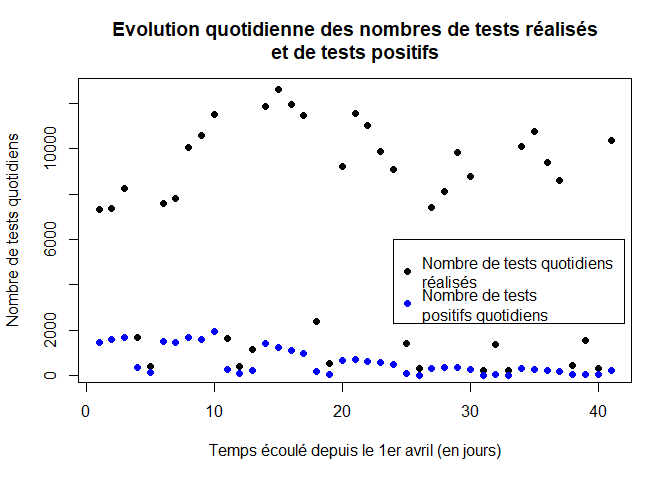 Evolution quotidienne des nombres de tests réalisés
et de tests positifs
Nombre de tests quotidiens
10000
6000
2000
0
Nombre de tests quotidiens
réalisés
Nombre de tests
positifs quotidiens
0 10 20 30 40
Temps écoulé depuis le 1er avril (en jours)